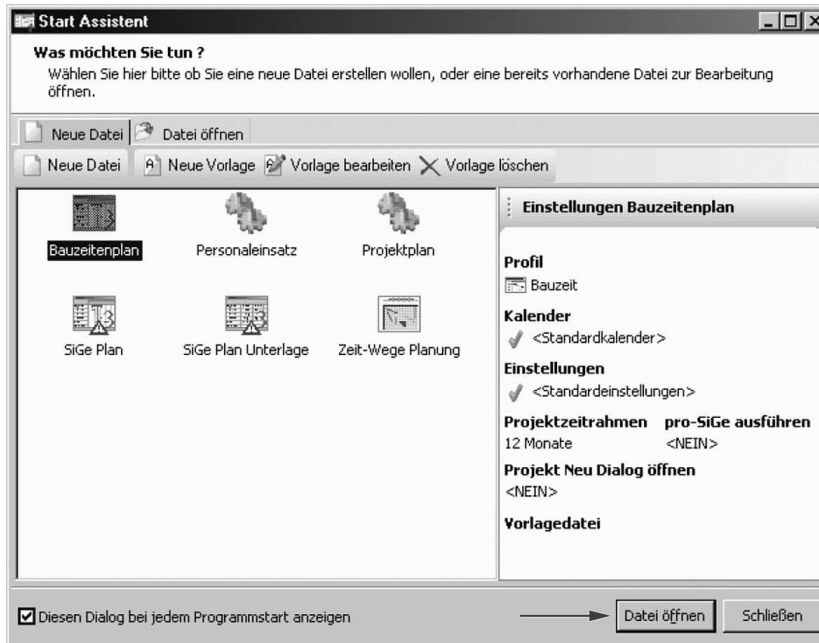 Start Assistent
Was möchten Sie tun ?
Wählen Sie hier bitte ob Sie eine neue Datei erstellen wollen, oder eine bereits vorhandene Datei zur Bearbeitung
öffnen.
Neue Datei Datei öffnen
Neue Datei Neue Vorlage Vorlage bearbeiten Vorlage löschen
Bauzeitenplan Personaleinsatz Projektplan
SiGe Plan SiGe Plan Unterlage Zeit-Wege Planung
Einstellungen Bauzeitenplan
Profil
Bauzeit
Kalender
<Standardkalender>
Einstellungen
<Standardeinstellungen>
Projektzeitrahmen pro-SiGe ausführen
12 Monate <NEIN>
Projekt Neu Dialog öffnen
<NEIN>
Vorlagedatei
Diesen Dialog bei jedem Programmstart anzeigen
Datei öffnen Schließen